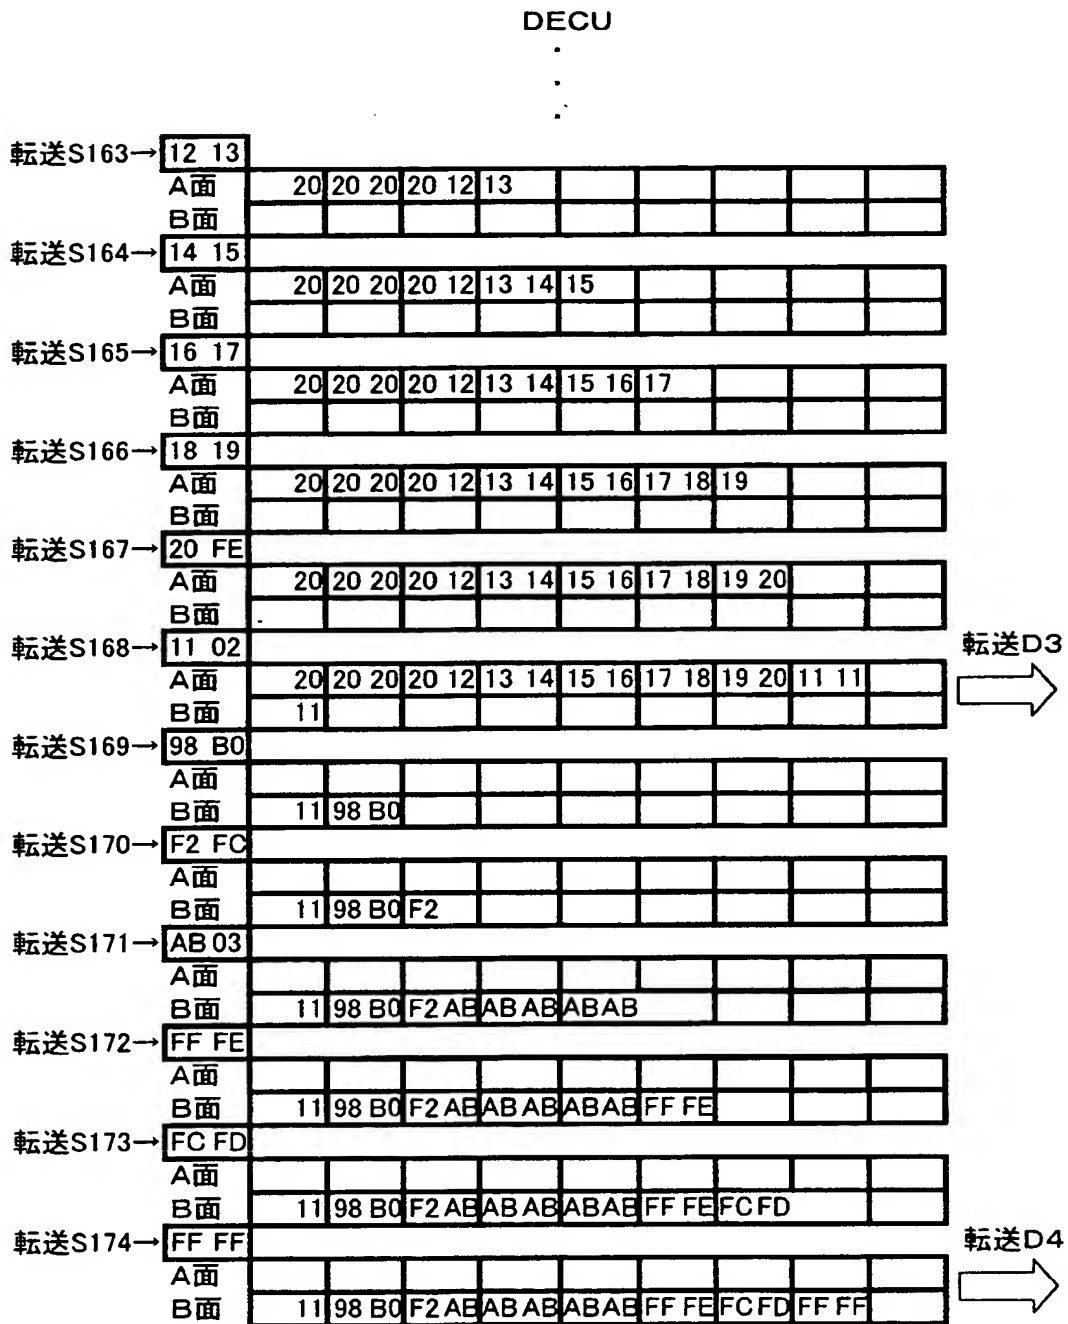 DECU
転送S163→ 12 13
A面 20 20 20 20 12 13
B面
転送S164→ 14 15
A面 20 20 20 20 12 13 14 15
B面
転送S165→ 16 17
A面 20 20 20 20 12 13 14 15 16 17
B面
転送S166→ 18 19
A面 20 20 20 20 12 13 14 15 16 17 18 19
B面
転送S167→ 20 FE
A面 20 20 20 20 12 13 14 15 16 17 18 19 20
B面
転送S168→ 11 02 転送D3
A面 20 20 20 20 12 13 14 15 16 17 18 19 20 11 11
B面 11
転送S169→ 98 B0
A面
B面 11 98 B0
転送S170→ F2 FC
A面
B面 11 98 B0 F2
転送S171→ AB 03
A面
B面 11 98 B0 F2 AB AB AB AB AB
転送S172→ FF FE
A面
B面 11 98 B0 F2 AB AB AB AB AB FF FE
転送S173→ FC FD
A面
B面 11 98 B0 F2 AB AB AB AB AB FF FE FC FD
転送S174→ FF FF 転送D4
A面
B面 11 98 B0 F2 AB AB AB AB AB FF FE FC FD FF FF